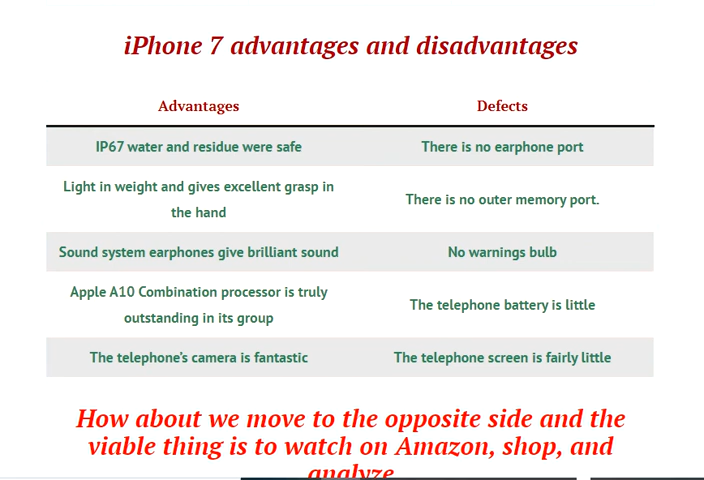 iPhone 7 advantages and disadvantages
Advantages
Defects
IP67 water and residue were safe
There is no earphone port
Light in weight and gives excellent grasp in
the hand
There is no outer memory port.
Sound system earphones give brilliant sound
No warnings bulb
Apple A10 Combination processor is truly
outstanding in its group
The telephone battery is little
The telephone's camera is fantastic
The telephone screen is fairly little
How about we move to the opposite side and the
viable thing is to watch on Amazon, shop, and
analyze